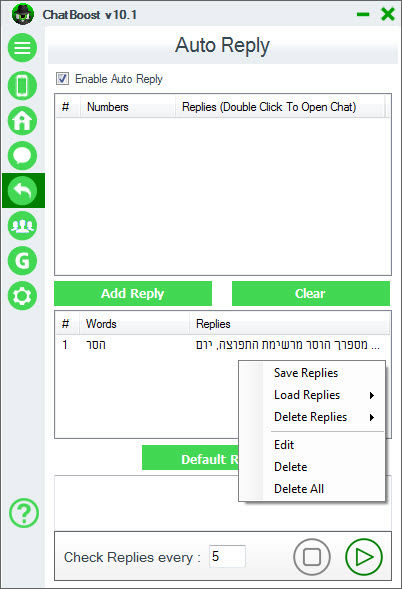 ChatBoost v10.1
Auto Reply
Enable Auto Reply
# Numbers Replies (Double Click To Open Chat)
Add Reply Clear
# Words Replies
1 הסר מספרך הוסר מרשימת התפוצה, יום ...
Save Replies
Load Replies
Delete Replies
Edit
Delete
Delete All
Default R
Check Replies every : 5
G
?